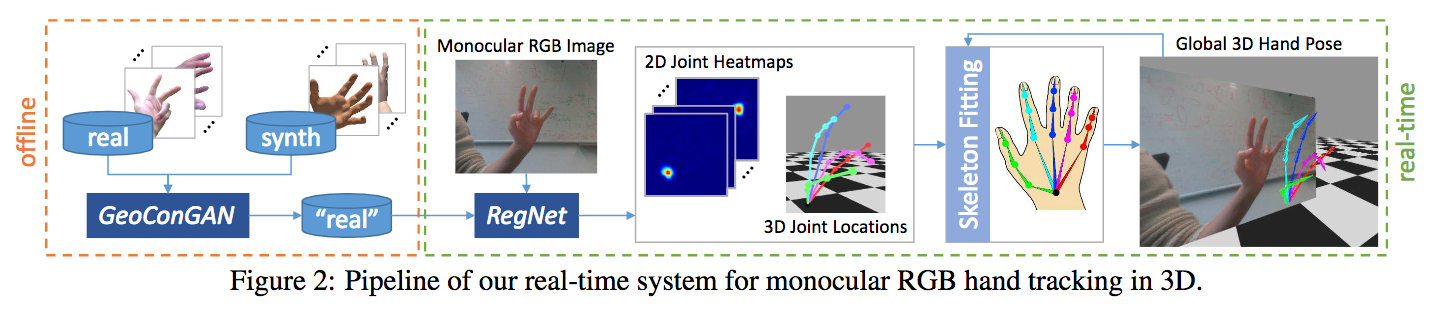 offline
real
synth
GeoConGAN
“real”
Monocular RGB Image
RegNet
2D Joint Heatmaps
3D Joint Locations
Skeleton Fitting
Global 3D Hand Pose
real-time
Figure 2: Pipeline of our real-time system for monocular RGB hand tracking in 3D.